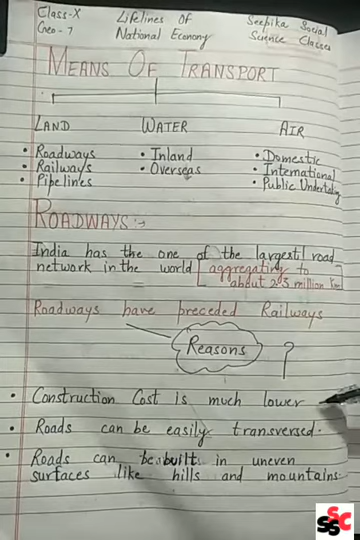 Class-X Lifelines Of Seepika Social
Geo-7 National Economy Science Classes
MEANS OF TRANSPORT
LAND WATER AIR
• Roadways • Inland • Domestic
• Railways • Overseas • International
• Pipelines • Public Undertaking
ROADWAYS :→
India has the one of the largest road
network in the world [aggregating to
about 2.3 million km]
Roadways have preceded Railways
Reasons ?
• Construction Cost is much lower
• Roads can be easily transversed.
• Roads can be built in uneven
surfaces like hills and mountains.
SSSC